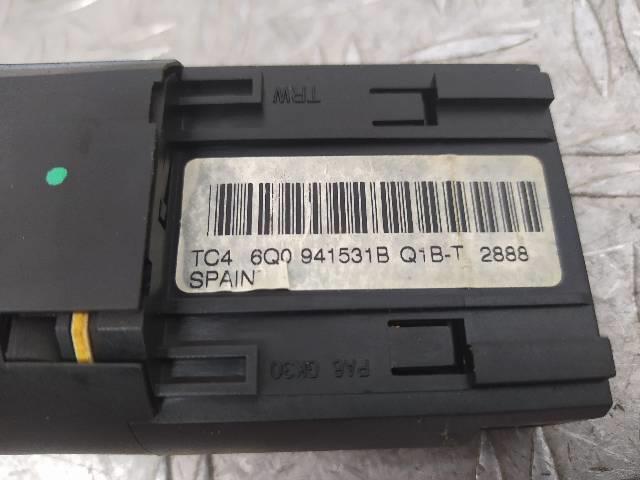 TRW
TC4 6Q0 941531B Q1B-T 2888
SPAIN
PA6 GK30